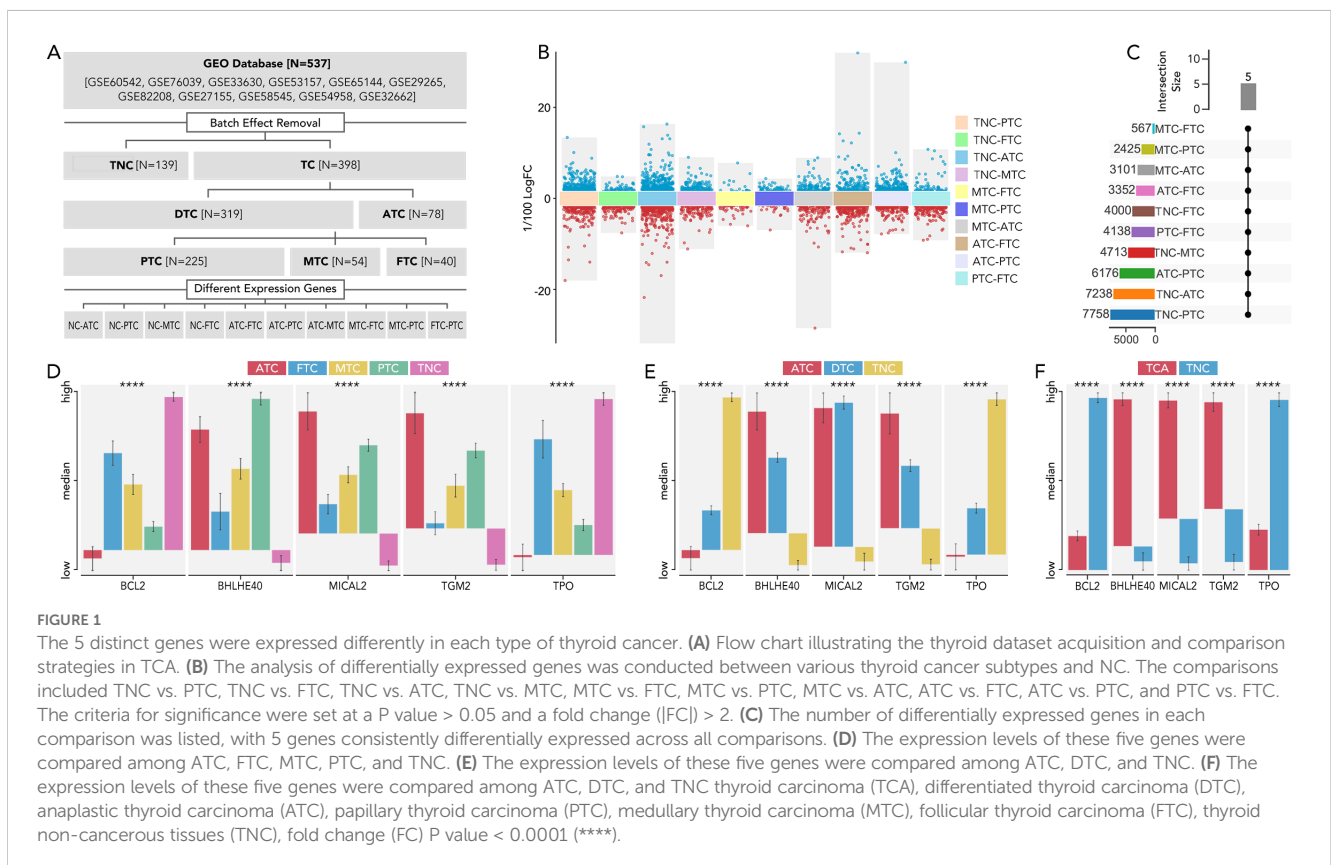 A
GEO Database [N=537]
[GSE60542, GSE76039, GSE33630, GSE53157, GSE65144, GSE29265,
GSE82208, GSE27155, GSE58545, GSE54958, GSE32662]
Batch Effect Removal
TNC [N=139]
TC [N=398]
DTC [N=319]
ATC [N=78]
PTC [N=225]
MTC [N=54]
FTC [N=40]
Different Expression Genes
NC-ATC NC-PTC NC-MTC NC-FTC ATC-FTC ATC-PTC ATC-MTC MTC-FTC MTC-PTC FTC-PTC
B
1/100 LogFC
20
0
-20
TNC-PTC
TNC-FTC
TNC-ATC
TNC-MTC
MTC-FTC
MTC-PTC
MTC-ATC
ATC-FTC
ATC-PTC
PTC-FTC
C
Intersection
Size
10
5
0
5
567 MTC-FTC
2425 MTC-PTC
3101 MTC-ATC
3352 ATC-FTC
4000 TNC-FTC
4138 PTC-FTC
4713 TNC-MTC
6176 ATC-PTC
7238 TNC-ATC
7758 TNC-PTC
5000 0
D
ATC FTC MTC PTC TNC
**** **** **** **** ****
high
median
low
BCL2 BHLHE40 MICAL2 TGM2 TPO
E
ATC DTC TNC
**** **** **** **** ****
high
median
low
BCL2 BHLHE40 MICAL2 TGM2 TPO
F
TCA TNC
**** **** **** **** ****
high
median
low
BCL2 BHLHE40 MICAL2 TGM2 TPO
FIGURE 1
The 5 distinct genes were expressed differently in each type of thyroid cancer. (A) Flow chart illustrating the thyroid dataset acquisition and comparison
strategies in TCA. (B) The analysis of differentially expressed genes was conducted between various thyroid cancer subtypes and NC. The comparisons
included TNC vs. PTC, TNC vs. FTC, TNC vs. ATC, TNC vs. MTC, MTC vs. FTC, MTC vs. PTC, MTC vs. ATC, ATC vs. FTC, ATC vs. PTC, and PTC vs. FTC.
The criteria for significance were set at a P value > 0.05 and a fold change (|FC|) > 2. (C) The number of differentially expressed genes in each
comparison was listed, with 5 genes consistently differentially expressed across all comparisons. (D) The expression levels of these five genes were
compared among ATC, FTC, MTC, PTC, and TNC. (E) The expression levels of these five genes were compared among ATC, DTC, and TNC. (F) The
expression levels of these five genes were compared among ATC, DTC, and TNC thyroid carcinoma (TCA), differentiated thyroid carcinoma (DTC),
anaplastic thyroid carcinoma (ATC), papillary thyroid carcinoma (PTC), medullary thyroid carcinoma (MTC), follicular thyroid carcinoma (FTC), thyroid
non-cancerous tissues (TNC), fold change (FC) P value < 0.0001 (****).